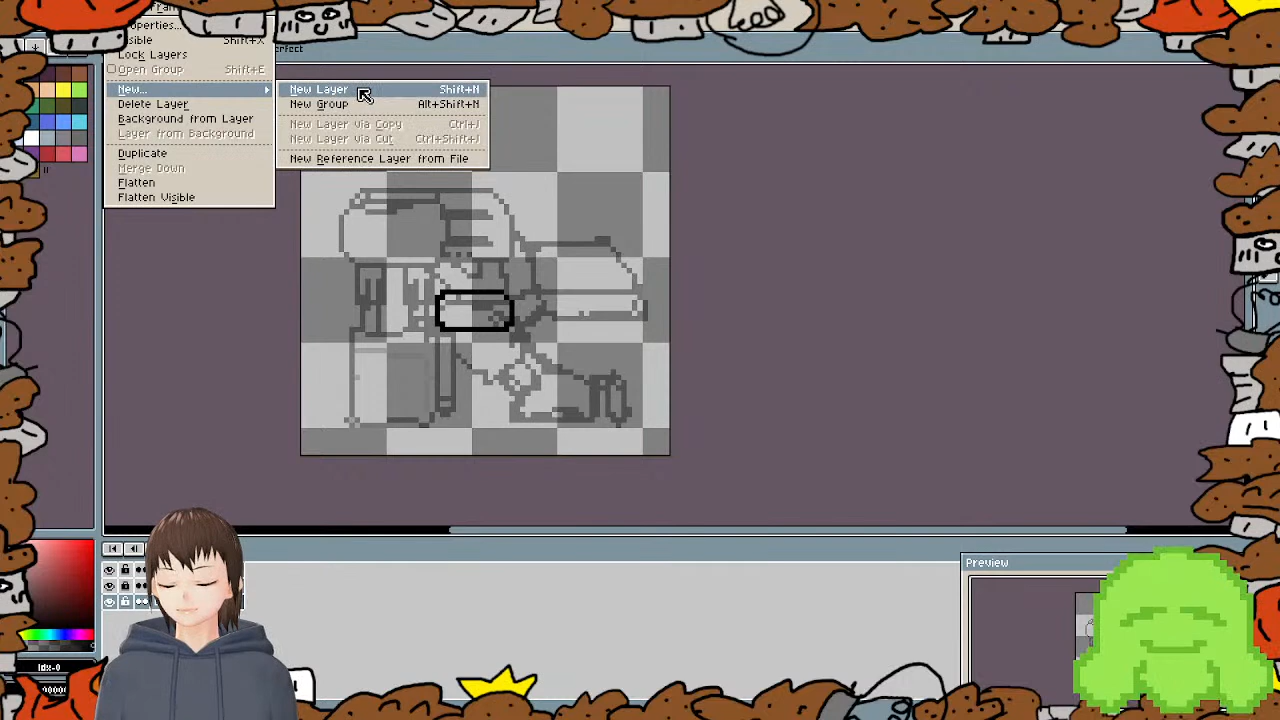 Properties...
Visible Shift+X
Lock Layers
Open Group Shift+E
New...
Delete Layer
Background from Layer
Layer from Background
Duplicate
Merge Down
Flatten
Flatten Visible
New Layer Shift+N
New Group Alt+Shift+N
New Layer via Copy Ctrl+J
New Layer via Cut Ctrl+Shift+J
New Reference Layer from File
Preview
Idx-0